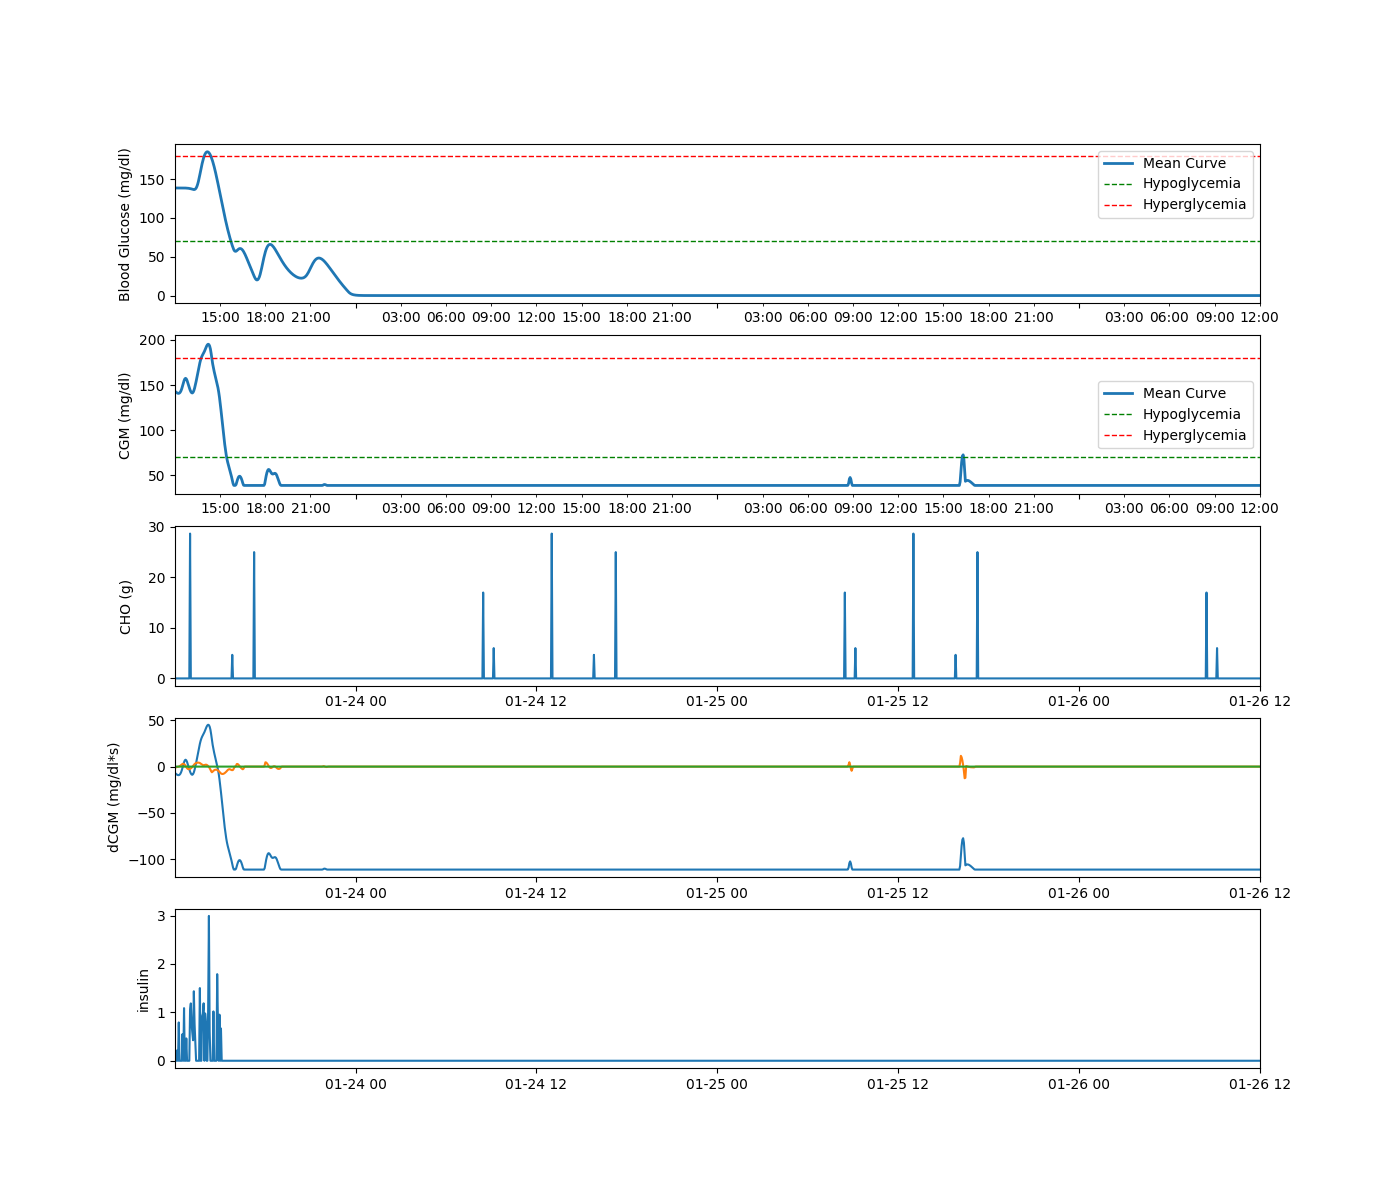 Blood Glucose (mg/dl)
150
100
50
0
Mean Curve
Hypoglycemia
Hyperglycemia
15:00 18:00 21:00 03:00 06:00 09:00 12:00 15:00 18:00 21:00 03:00 06:00 09:00 12:00 15:00 18:00 21:00 03:00 06:00 09:00 12:00
CGM (mg/dl)
200
150
100
50
Mean Curve
Hypoglycemia
Hyperglycemia
15:00 18:00 21:00 03:00 06:00 09:00 12:00 15:00 18:00 21:00 03:00 06:00 09:00 12:00 15:00 18:00 21:00 03:00 06:00 09:00 12:00
CHO (g)
30
20
10
0
01-24 00 01-24 12 01-25 00 01-25 12 01-26 00 01-26 12
dCGM (mg/dl*s)
50
0
−50
−100
01-24 00 01-24 12 01-25 00 01-25 12 01-26 00 01-26 12
insulin
3
2
1
0
01-24 00 01-24 12 01-25 00 01-25 12 01-26 00 01-26 12